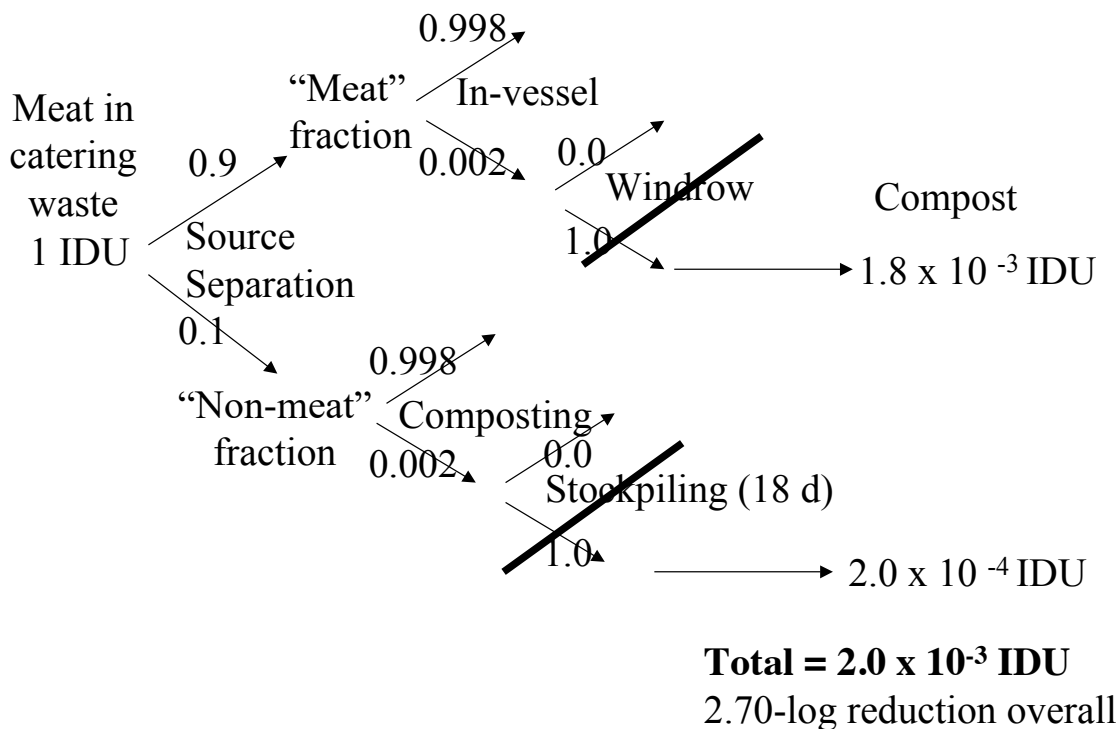 0.998
“Meat”
fraction
In-vessel
Meat in
catering
waste
1 IDU
0.9
0.002
0.0
Windrow
1.0
Compost
1.8 x 10 -3 IDU
Source
Separation
0.1
0.998
“Non-meat”
fraction
Composting
0.002
0.0
Stockpiling (18 d)
1.0
2.0 x 10 -4 IDU
Total = 2.0 x 10-3 IDU
2.70-log reduction overall